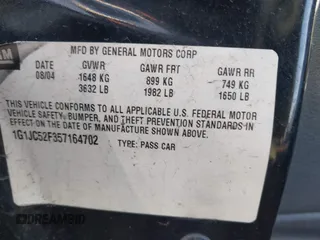 MFD BY GENERAL MOTORS CORP
DATE GVWR GAWR FRT GAWR RR
08/04 1648 KG 899 KG 749 KG
3632 LB 1982 LB 1650 LB
THIS VEHICLE CONFORMS TO ALL APPLICABLE U.S. FEDERAL MOTOR
VEHICLE SAFETY, BUMPER, AND THEFT PREVENTION STANDARDS IN
EFFECT ON THE DATE OF MANUFACTURE SHOWN ABOVE.
1G1JC52F357164702
TYPE: PASS CAR
DREAMBID